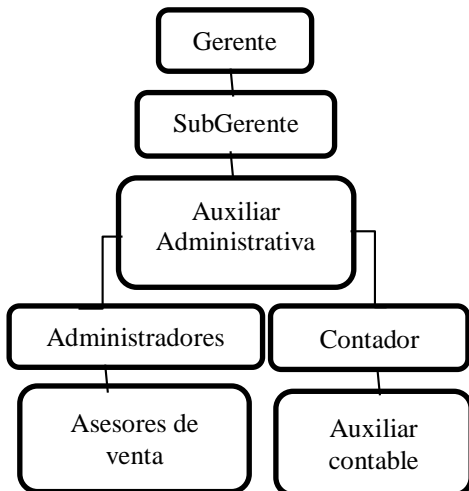 Gerente
SubGerente
Auxiliar
Administrativa
Administradores
Contador
Asesores de
venta
Auxiliar
contable